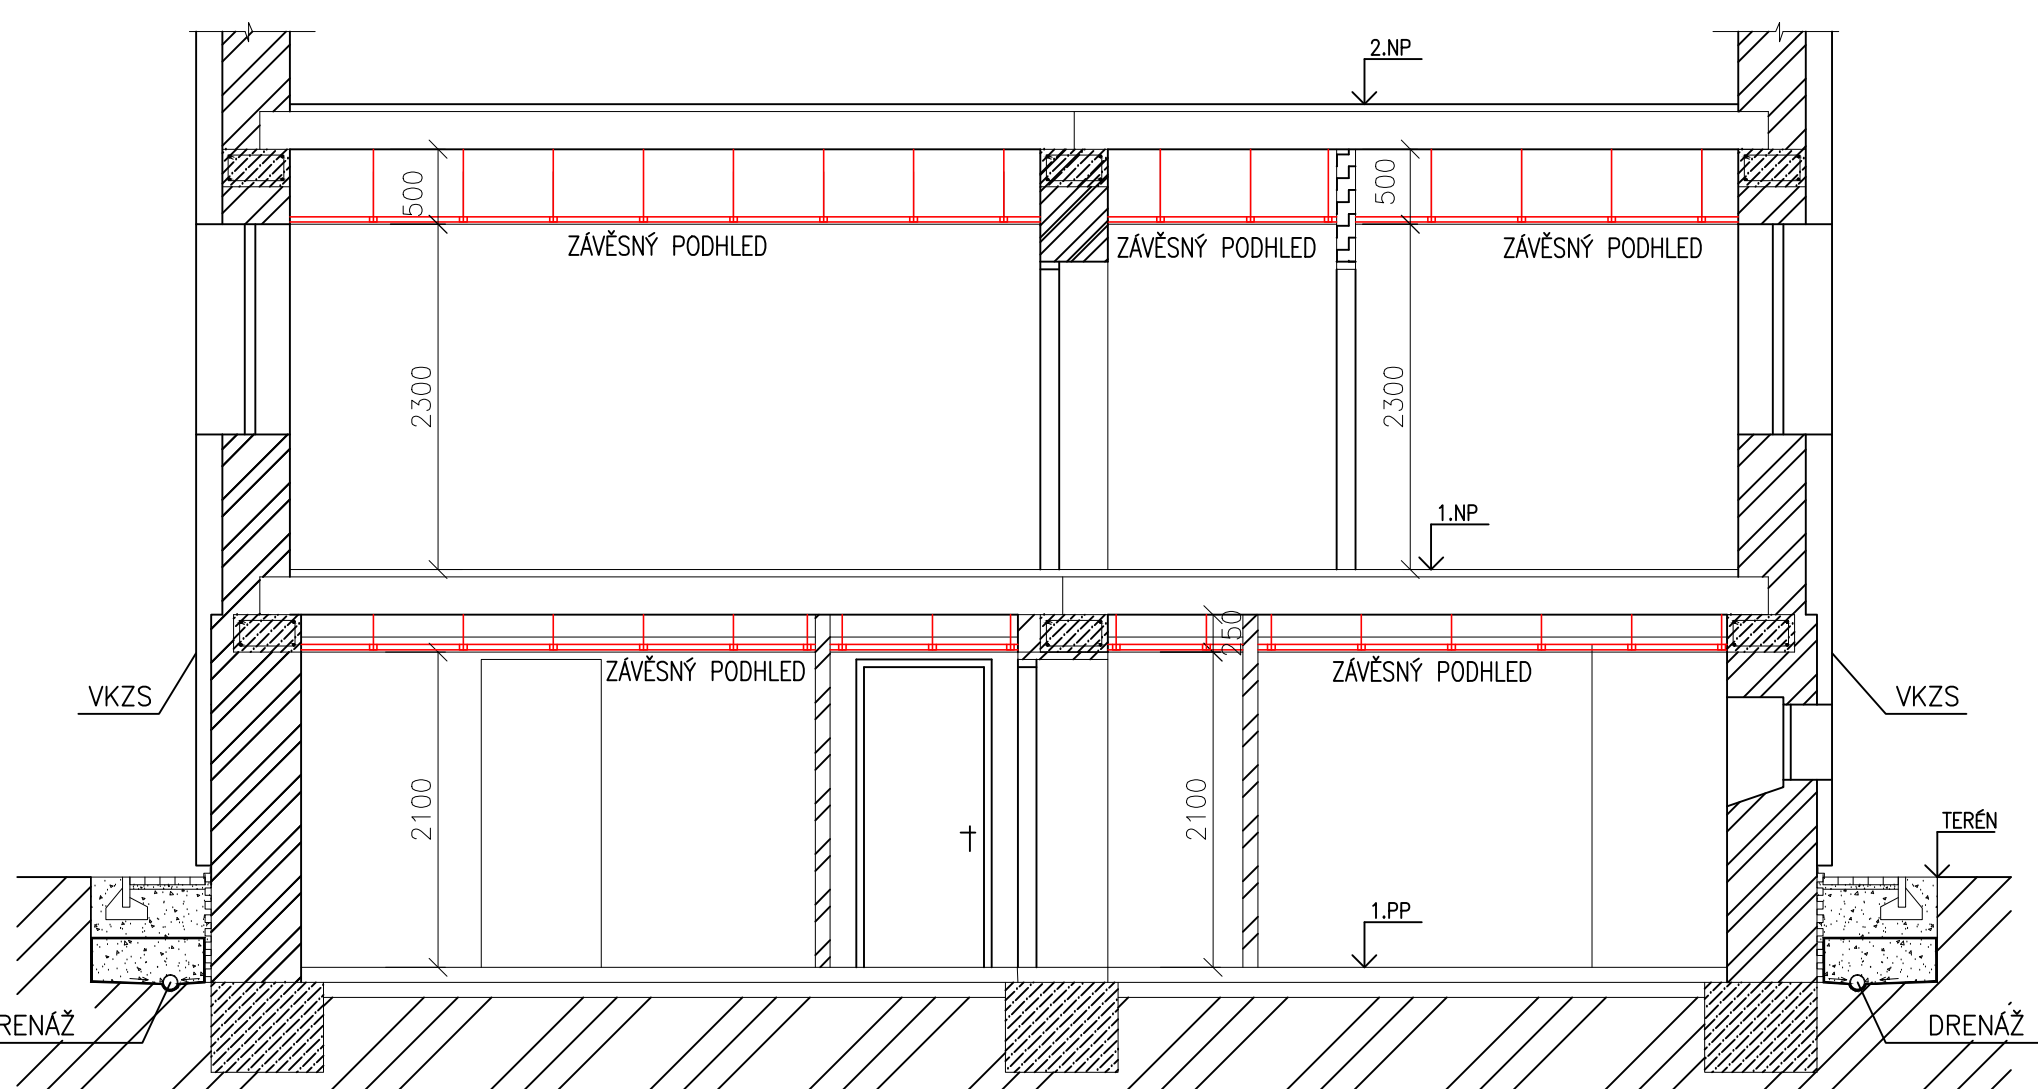 2.NP
500
500
ZÁVĚSNÝ PODHLED
ZÁVĚSNÝ PODHLED
ZÁVĚSNÝ PODHLED
2300
2300
1.NP
250
ZÁVĚSNÝ PODHLED
ZÁVĚSNÝ PODHLED
VKZS
VKZS
2100
2100
TERÉN
1.PP
RENÁŽ
DRENÁŽ